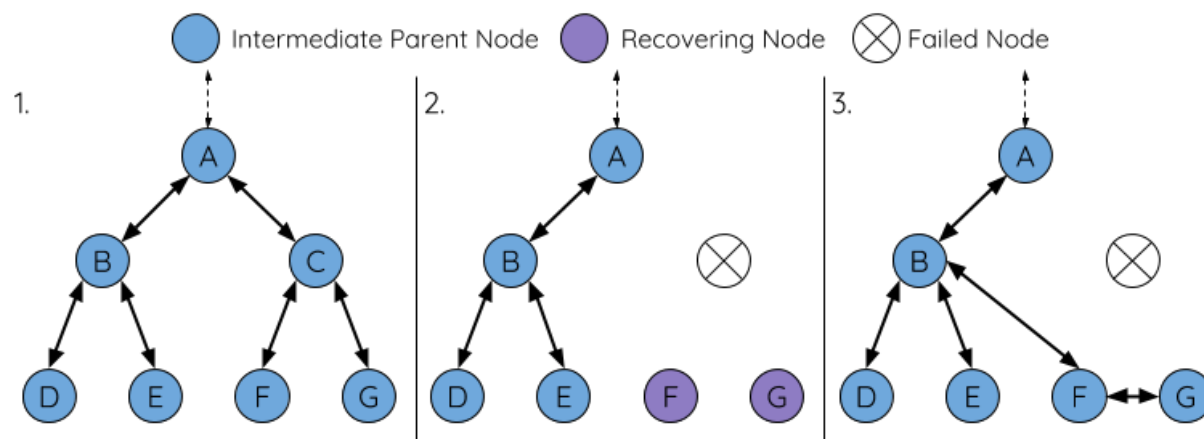 Intermediate Parent Node Recovering Node Failed Node
1. 2. 3.
A A A
B C B B
D E F G D E F G D E F G